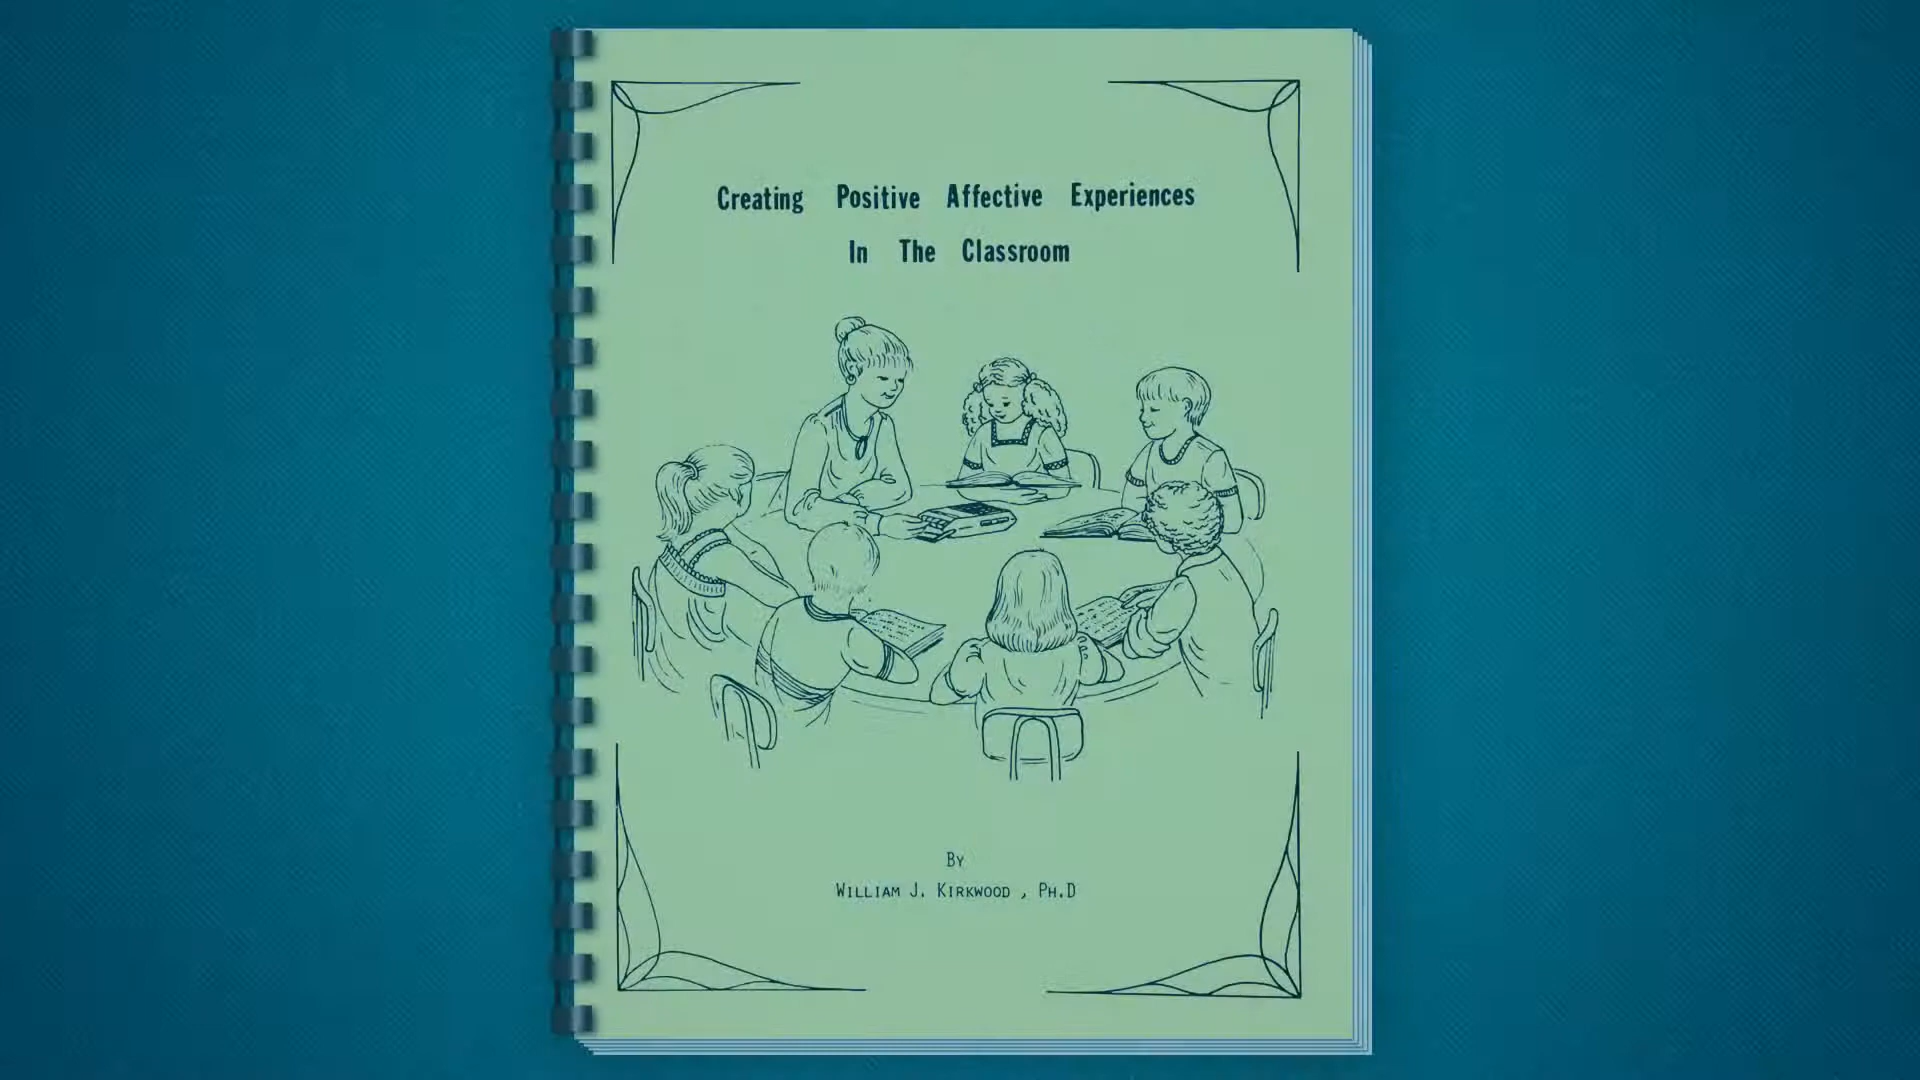 Creating Positive Affective Experiences
In The Classroom
By
William J. Kirkwood , Ph.D